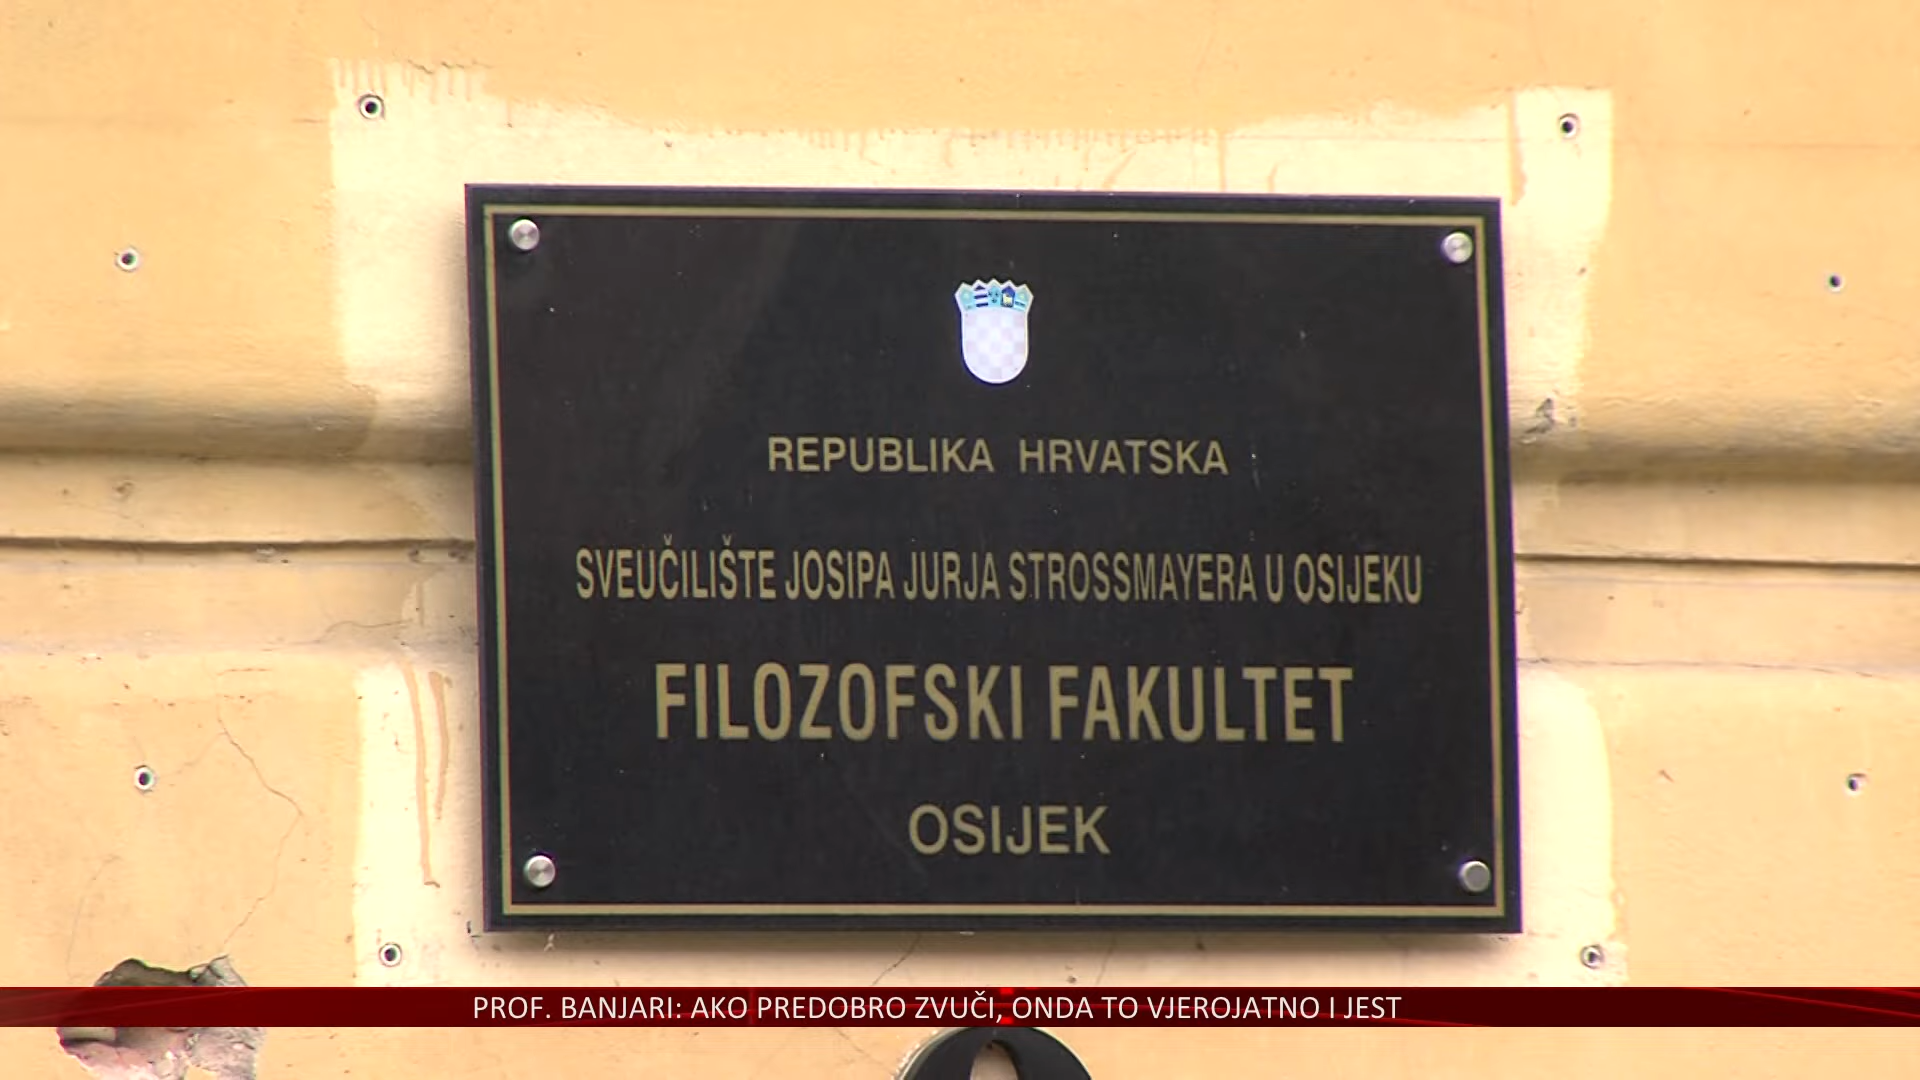 REPUBLIKA HRVATSKA
SVEUČILIŠTE JOSIPA JURJA STROSSMAYERA U OSIJEKU
FILOZOFSKI FAKULTET
OSIJEK
PROF. BANJARI: AKO PREDOBRO ZVUČI, ONDA TO VJEROJATNO I JEST